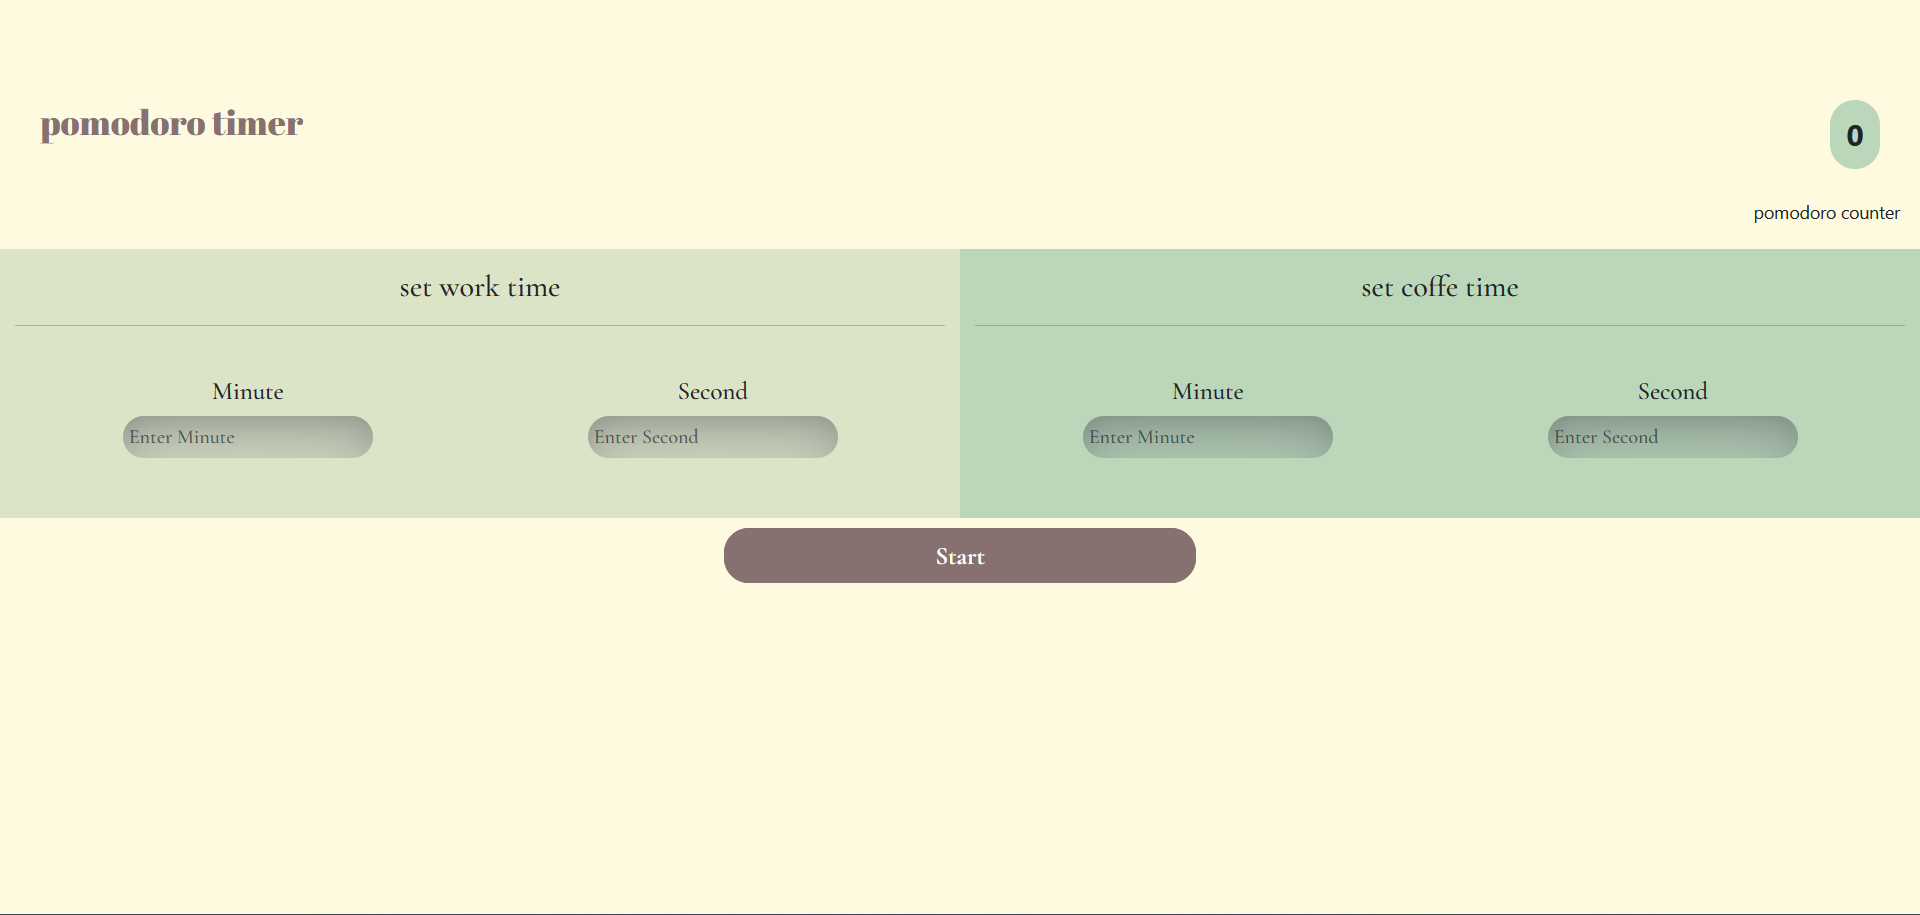 pomodoro timer
0
pomodoro counter
set work time
Minute
Second
Enter Minute
Enter Second
set coffe time
Minute
Second
Enter Minute
Enter Second
Start